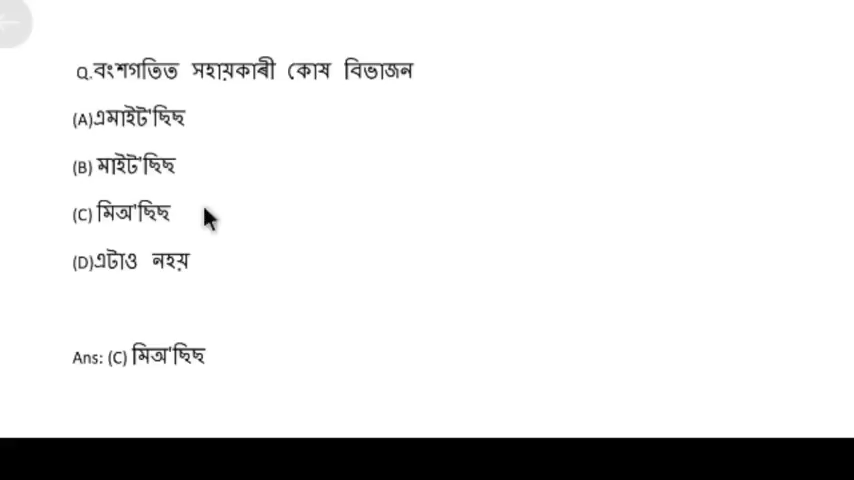 Q.বংশগতিত সহায়কাৰী কোষ বিভাজন
(A)এমাইট'ছিছ
(B) মাইট'ছিছ
(C) মিঅ'ছিছ
(D)এটাও নহয়
Ans: (C) মিঅ'ছিছ